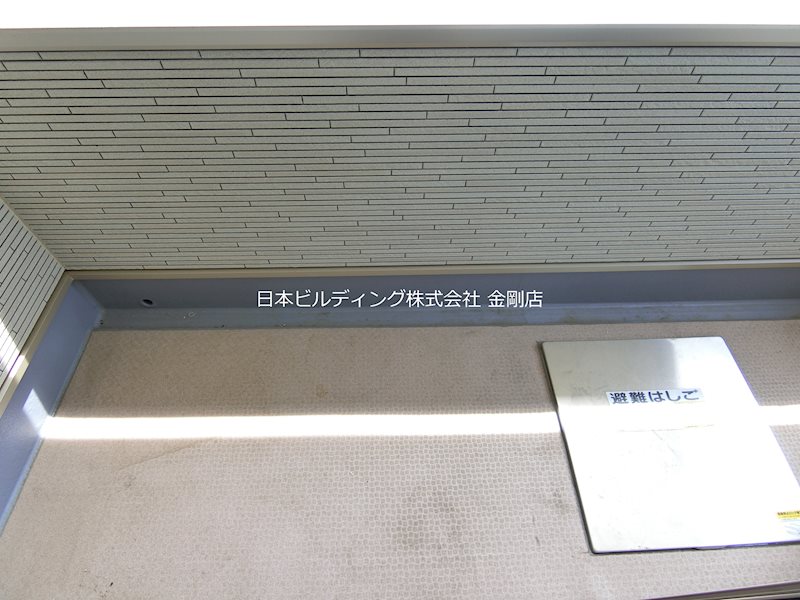 日本ビルディング株式会社 金剛店
避難はしご